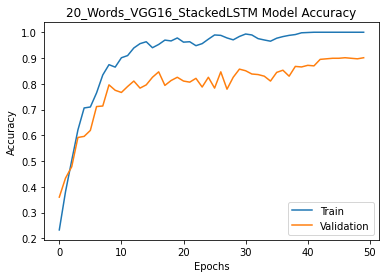 20_Words_VGG16_StackedLSTM Model Accuracy
1.0
0.9
0.8
0.7
0.6
0.5
0.4
0.3
0.2
Accuracy
0 10 20 30 40 50
Epochs
Train
Validation